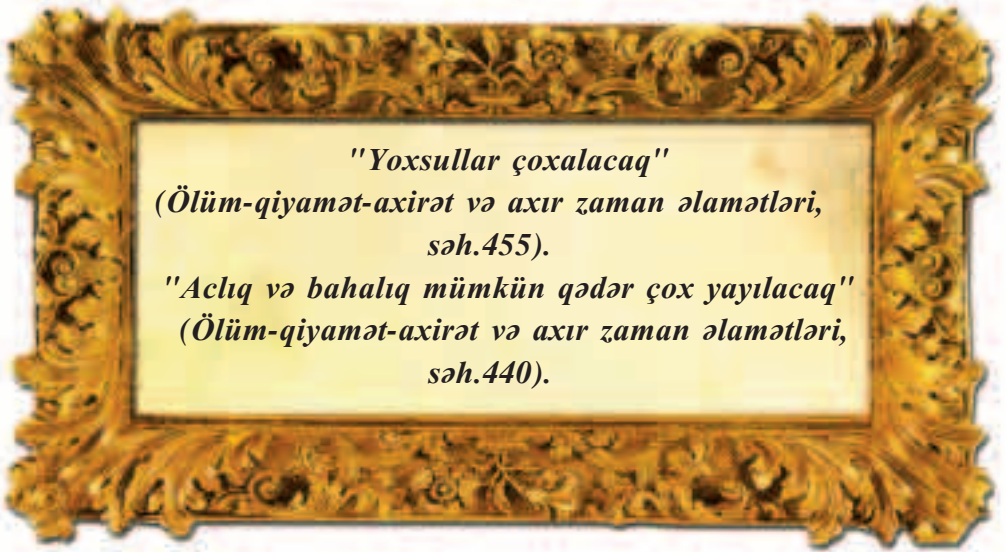 "Yoxsullar çoxalacaq"
(Ölüm-qiyamət-axirət və axır zaman əlamətləri,
səh.455).
"Aclıq və bahalıq mümkün qədər çox yayılacaq"
(Ölüm-qiyamət-axirət və axır zaman əlamətləri,
səh.440).